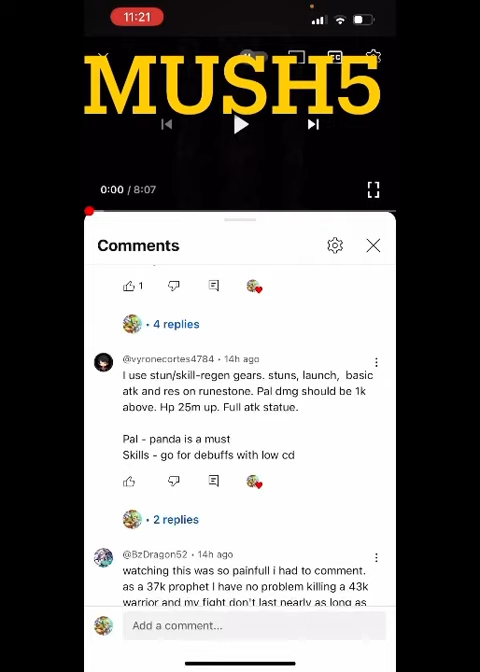 11:21
MUSH5
0:00 / 8:07
Comments
1
• 4 replies
@vyronecortes4784 • 14h ago
I use stun/skill-regen gears. stuns, launch, basic
atk and res on runestone. Pal dmg should be 1k
above. Hp 25m up. Full atk statue.
Pal - panda is a must
Skills - go for debuffs with low cd
• 2 replies
@BzDragon52 • 14h ago
watching this was so painfull i had to comment.
as a 37k prophet I have no problem killing a 43k
warrior and my fight don't last nearly as long as
Add a comment...